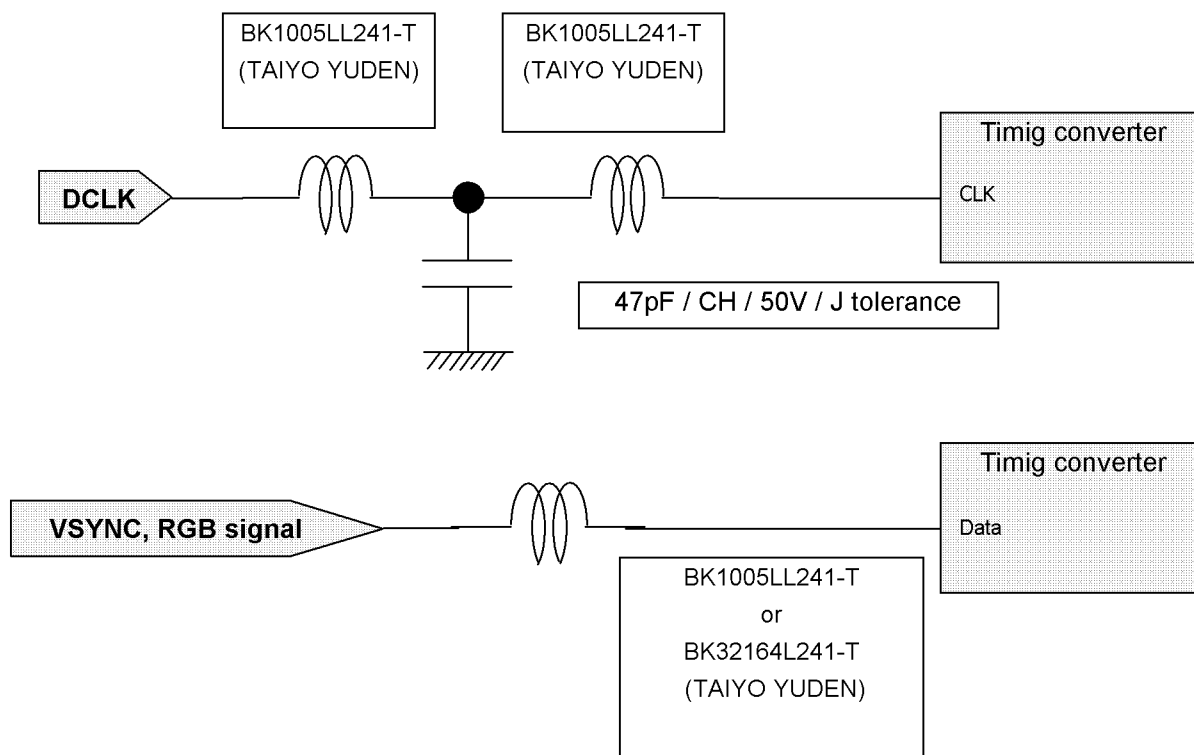 BK1005LL241-T
(TAIYO YUDEN)
BK1005LL241-T
(TAIYO YUDEN)
Timig converter
DCLK
CLK
47pF / CH / 50V / J tolerance
Timig converter
VSYNC, RGB signal
Data
BK1005LL241-T
or
BK32164L241-T
(TAIYO YUDEN)